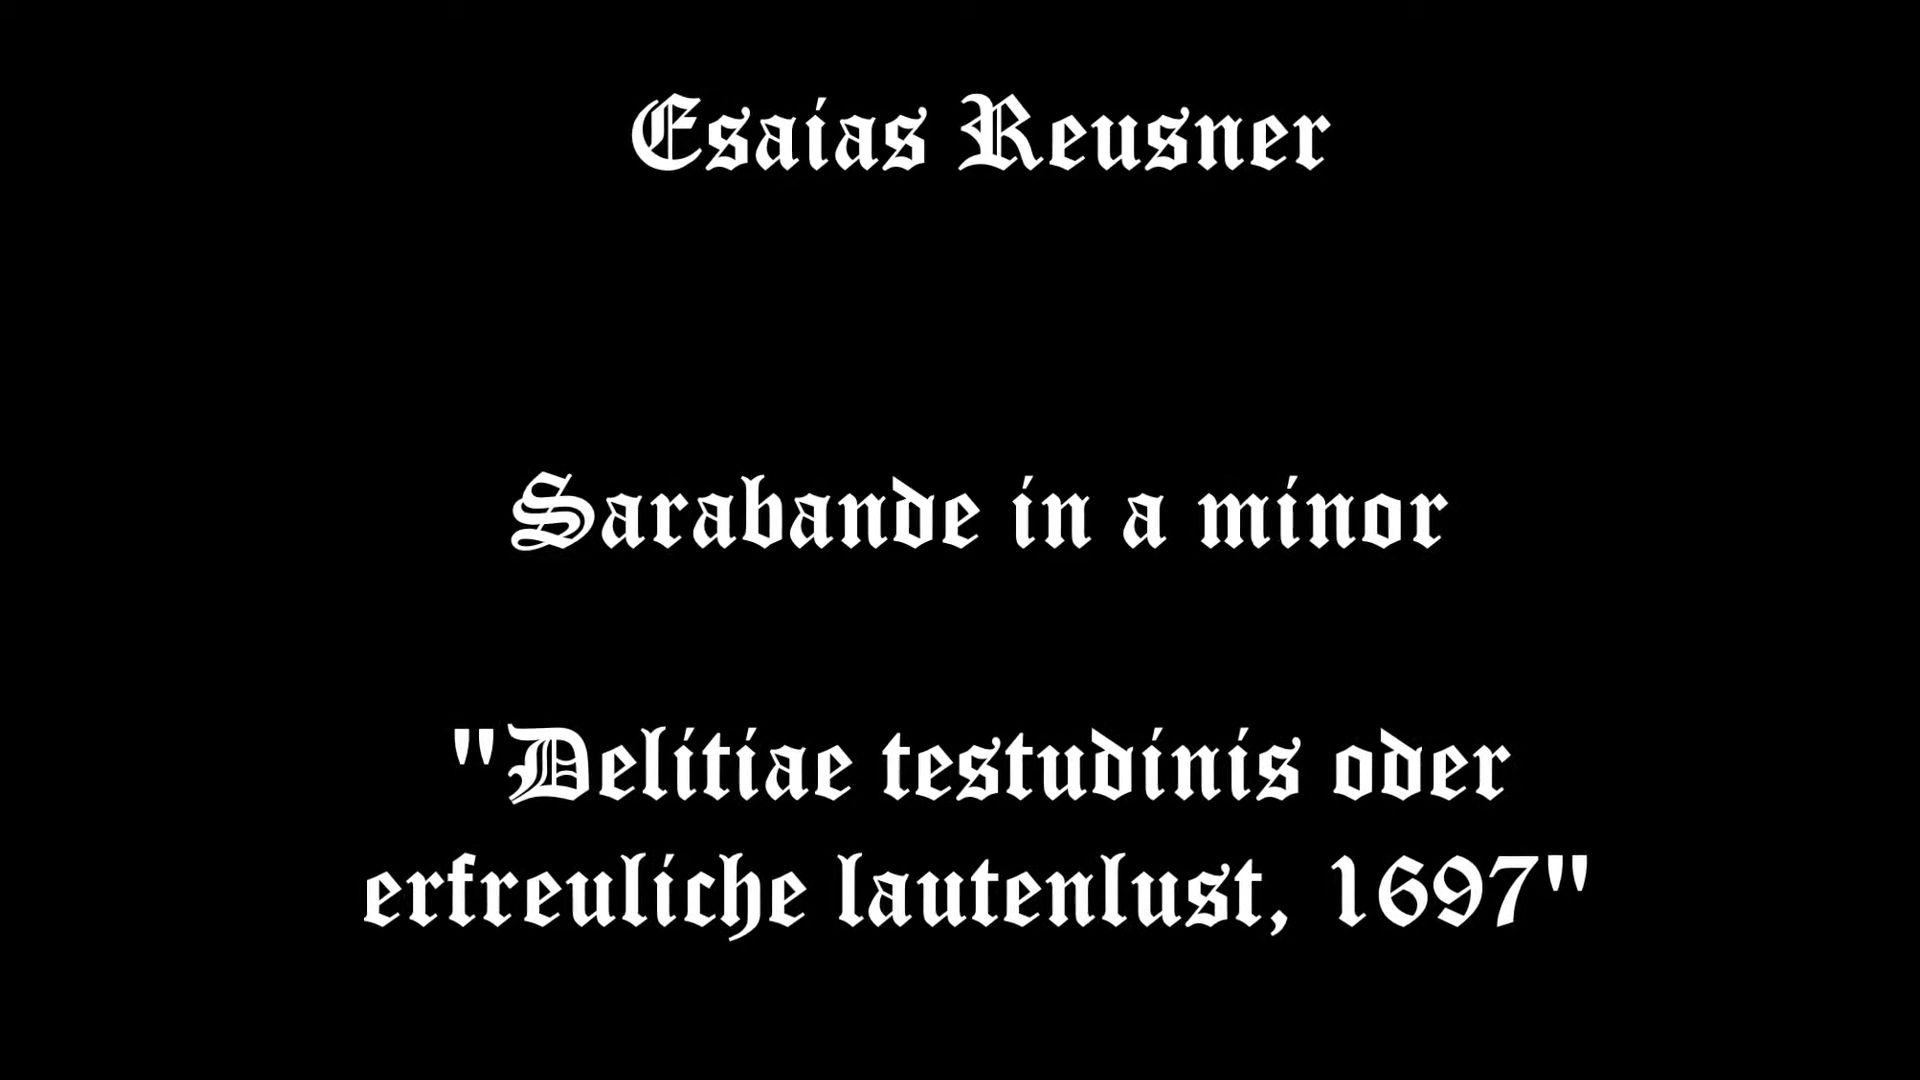 Esaias Reusner
Sarabande in a minor
"Delitiae testudinis oder
erfreuliche lautenlust, 1697"